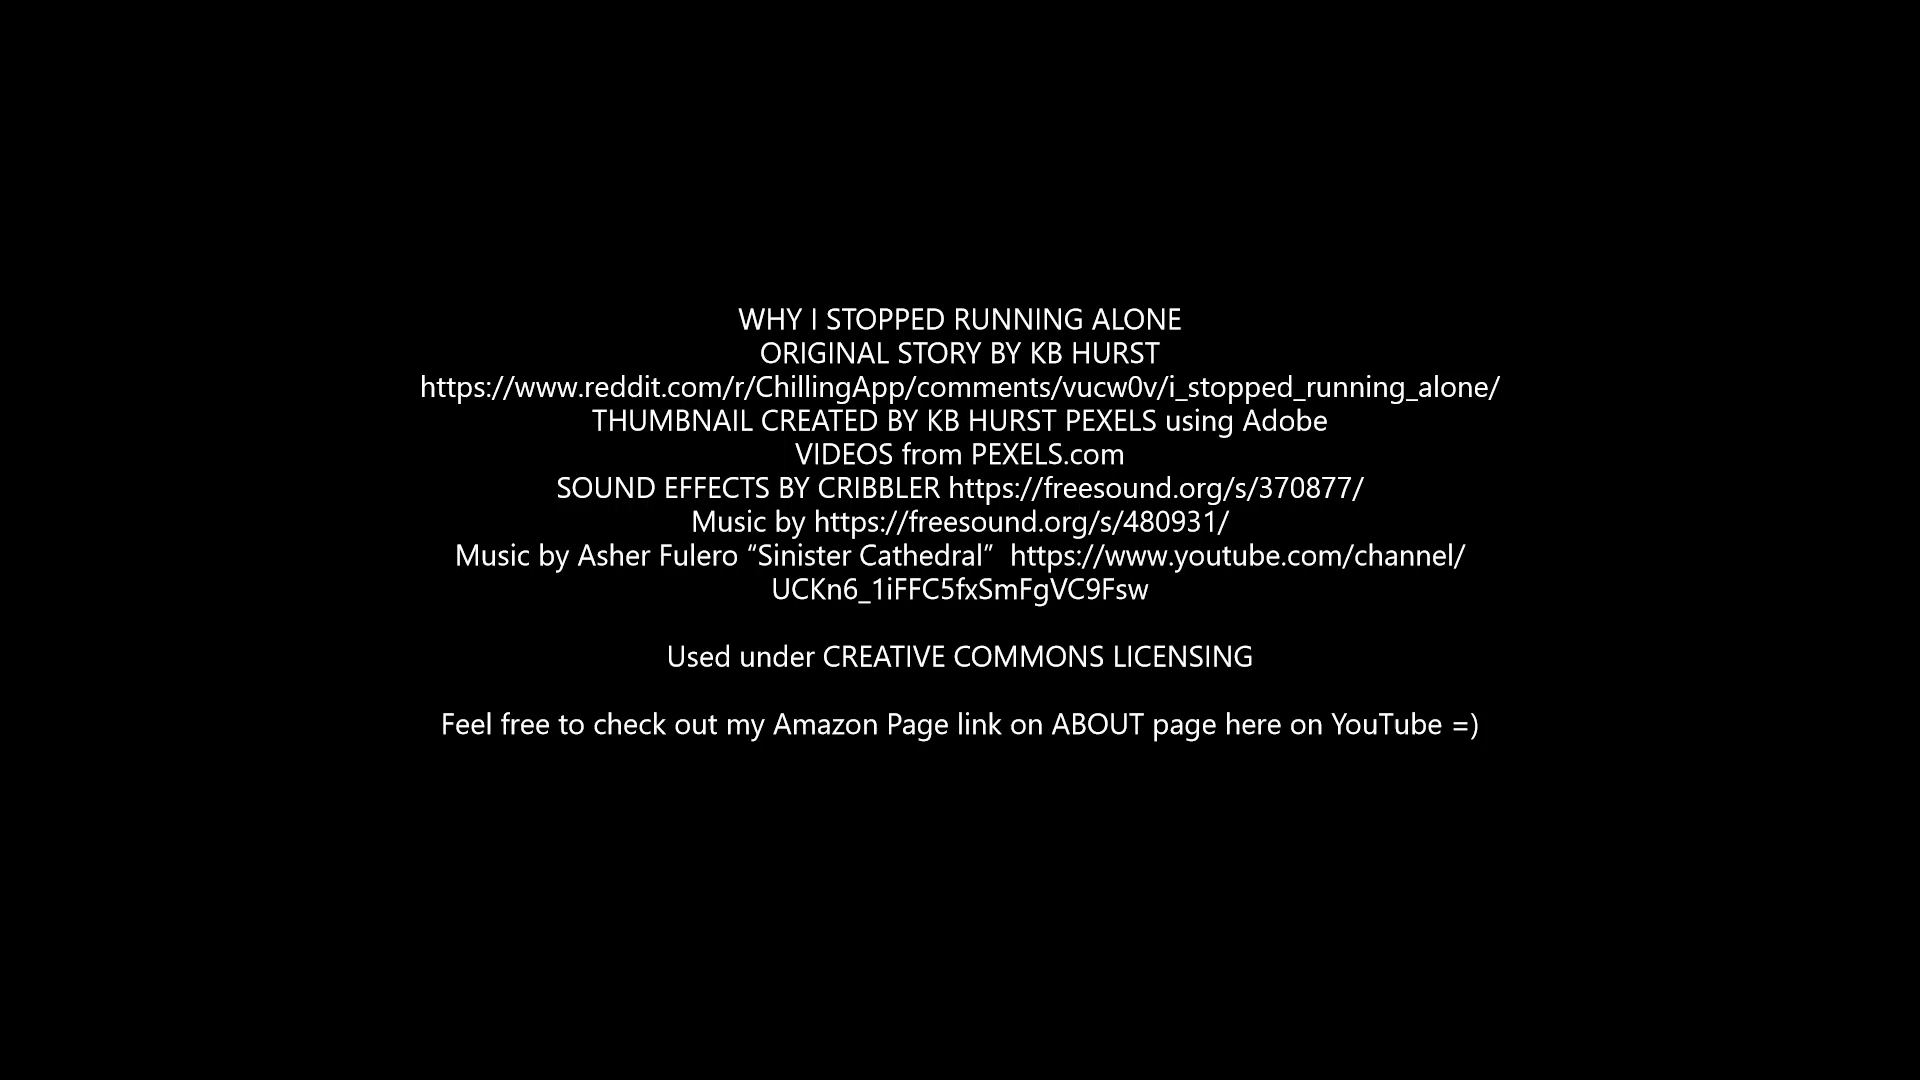 WHY I STOPPED RUNNING ALONE
ORIGINAL STORY BY KB HURST
https://www.reddit.com/r/ChillingApp/comments/vucw0v/i_stopped_running_alone/
THUMBNAIL CREATED BY KB HURST PEXELS using Adobe
VIDEOS from PEXELS.com
SOUND EFFECTS BY CRIBBLER https://freesound.org/s/370877/
Music by https://freesound.org/s/480931/
Music by Asher Fulero “Sinister Cathedral”  https://www.youtube.com/channel/
UCKn6_1iFFC5fxSmFgVC9Fsw
Used under CREATIVE COMMONS LICENSING
Feel free to check out my Amazon Page link on ABOUT page here on YouTube =)